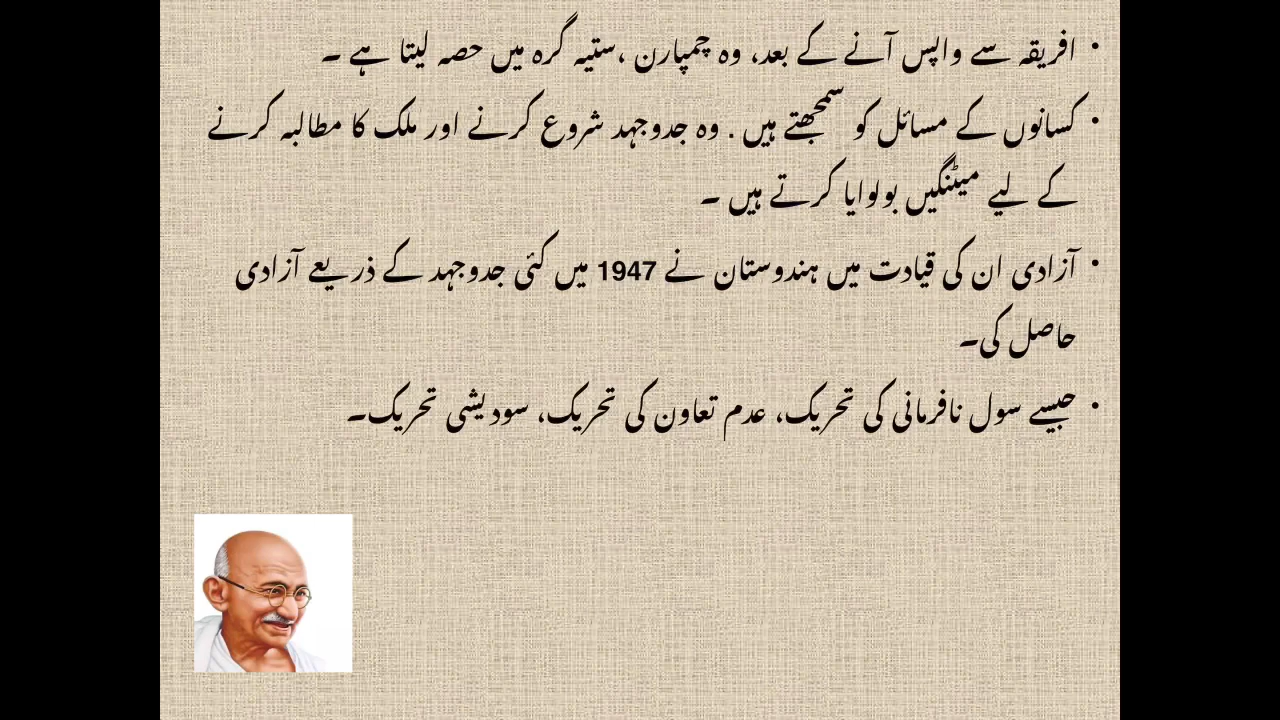 • افریقہ سے واپس آنے کے بعد، وہ چمپارن ،ستیہ گرہ میں حصہ لیتا ہے ۔
• کسانوں کے مسائل کو سمجھتے ہیں . وہ جدوجہد شروع کرنے اور ملک کا مطالبہ کرنے
کے لیے میٹنگیں بولوایا کرتے ہیں ۔
• آزادی ان کی قیادت میں ہندوستان نے 1947 میں کئی جدوجہد کے ذریعے آزادی
حاصل کی۔
• جیسے سول نافرمانی کی تحریک، عدم تعاون کی تحریک، سودیشی تحریک۔